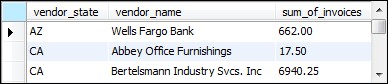 vendor_state vendor_name sum_of_invoices
AZ Wells Fargo Bank 662.00
CA Abbey Office Furnishings 17.50
CA Bertelsmann Industry Svcs. Inc 6940.25